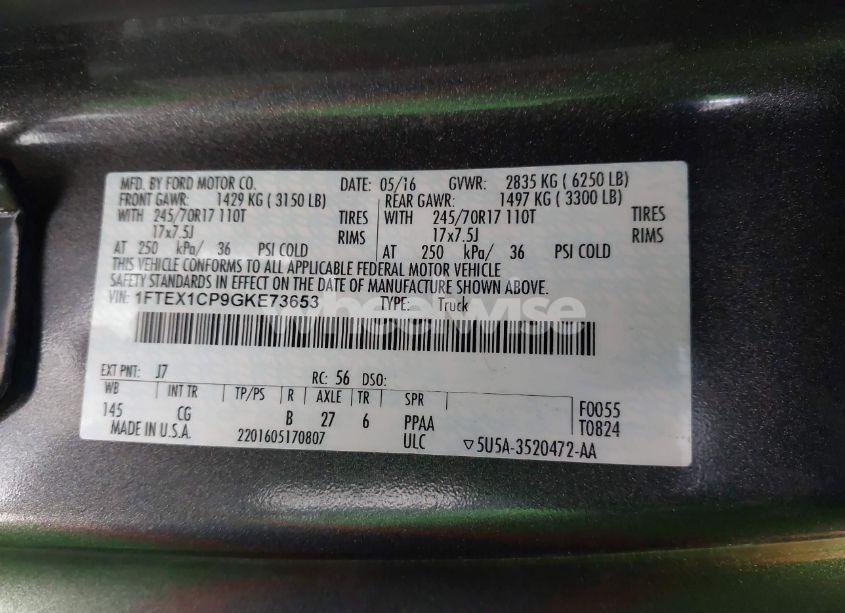 MFD. BY FORD MOTOR CO. DATE: 05/16 GVWR: 2835 KG ( 6250 LB)
FRONT GAWR: 1429 KG ( 3150 LB) REAR GAWR: 1497 KG ( 3300 LB)
WITH 245/70R17 110T TIRES WITH 245/70R17 110T TIRES
17x7.5J RIMS 17x7.5J RIMS
AT 250 kPa/ 36 PSI COLD AT 250 kPa/ 36 PSI COLD
THIS VEHICLE CONFORMS TO ALL APPLICABLE FEDERAL MOTOR VEHICLE
SAFETY STANDARDS IN EFFECT ON THE DATE OF MANUFACTURE SHOWN ABOVE.
VIN: 1FTEX1CP9GKE73653 TYPE: Truck
wheelwise
EXT PNT: J7 RC: 56 DSO:
WB INT TR TP/PS R AXLE TR SPR
145 CG B 27 6 PPAA F0055
T0824
MADE IN U.S.A. 2201605170807 ULC ▽5U5A-3520472-AA